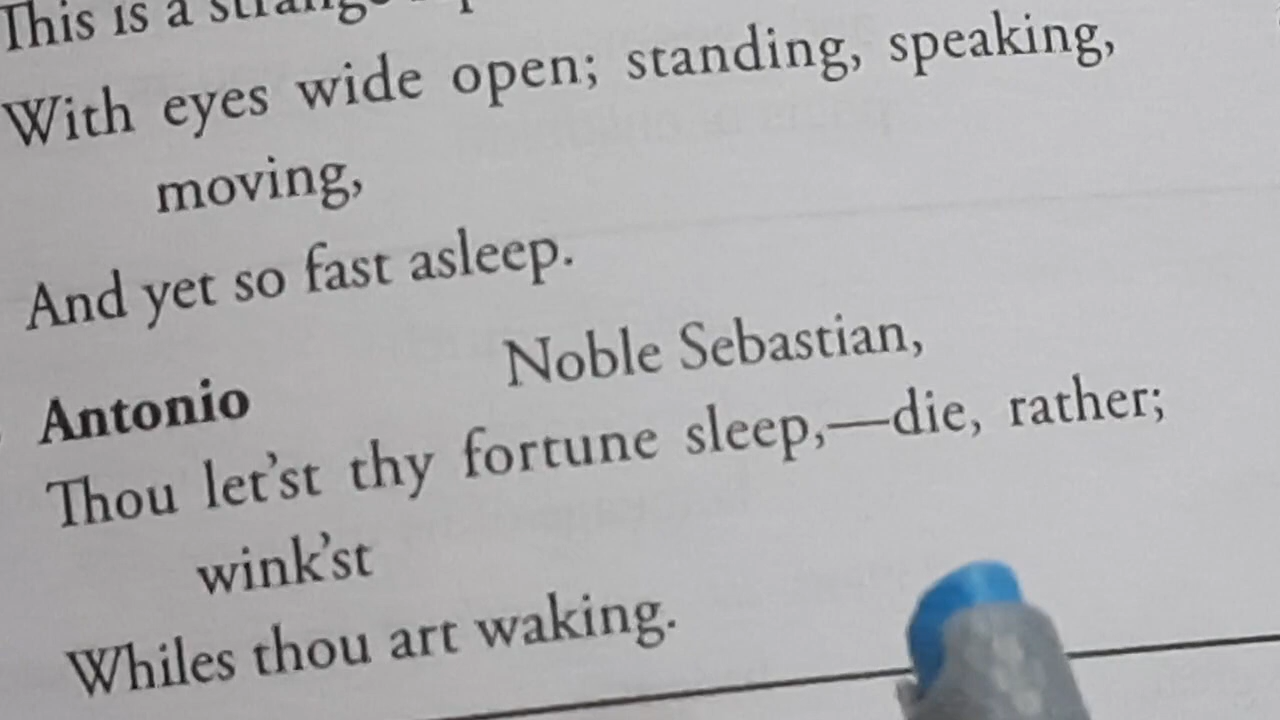 This is a strange
With eyes wide open; standing, speaking,
moving,
And yet so fast asleep.
Noble Sebastian,
Antonio
Thou let'st thy fortune sleep,—die, rather;
wink'st
Whiles thou art waking.